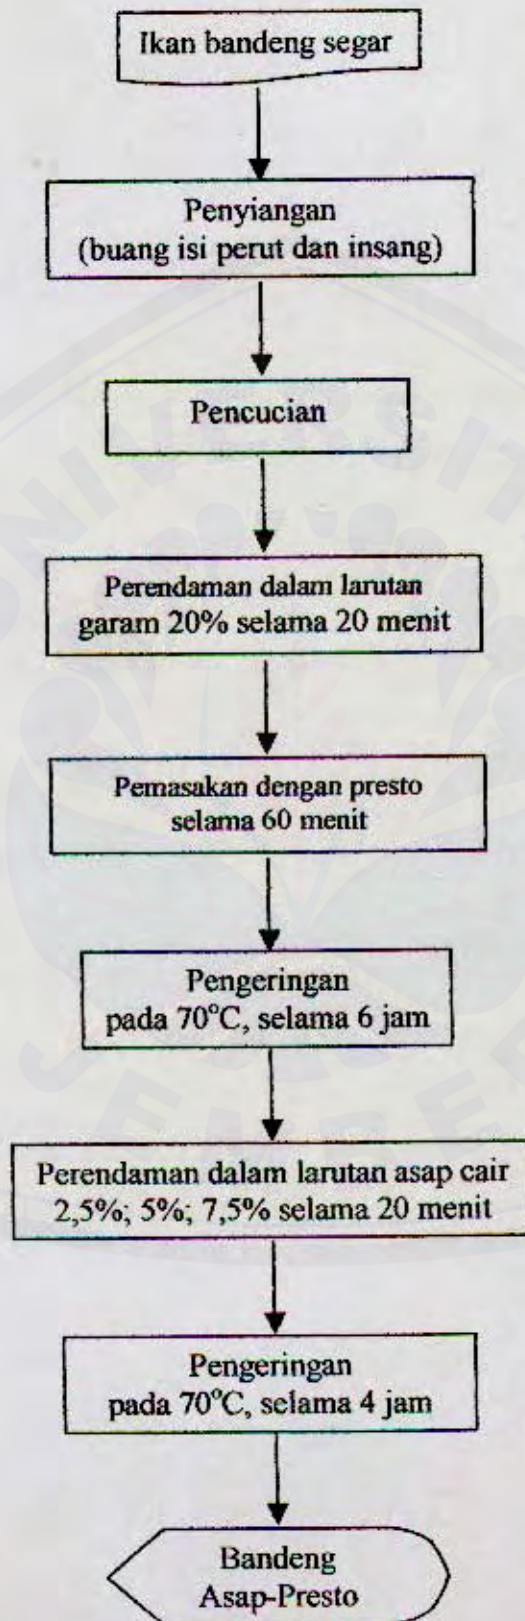 Ikan bandeng segar
Penyiangan
(buang isi perut dan insang)
Pencucian
Perendaman dalam larutan
garam 20% selama 20 menit
Pemasakan dengan presto
selama 60 menit
Pengeringan
pada 70°C, selama 6 jam
Perendaman dalam larutan asap cair
2,5%; 5%; 7,5% selama 20 menit
Pengeringan
pada 70°C, selama 4 jam
Bandeng
Asap-Presto